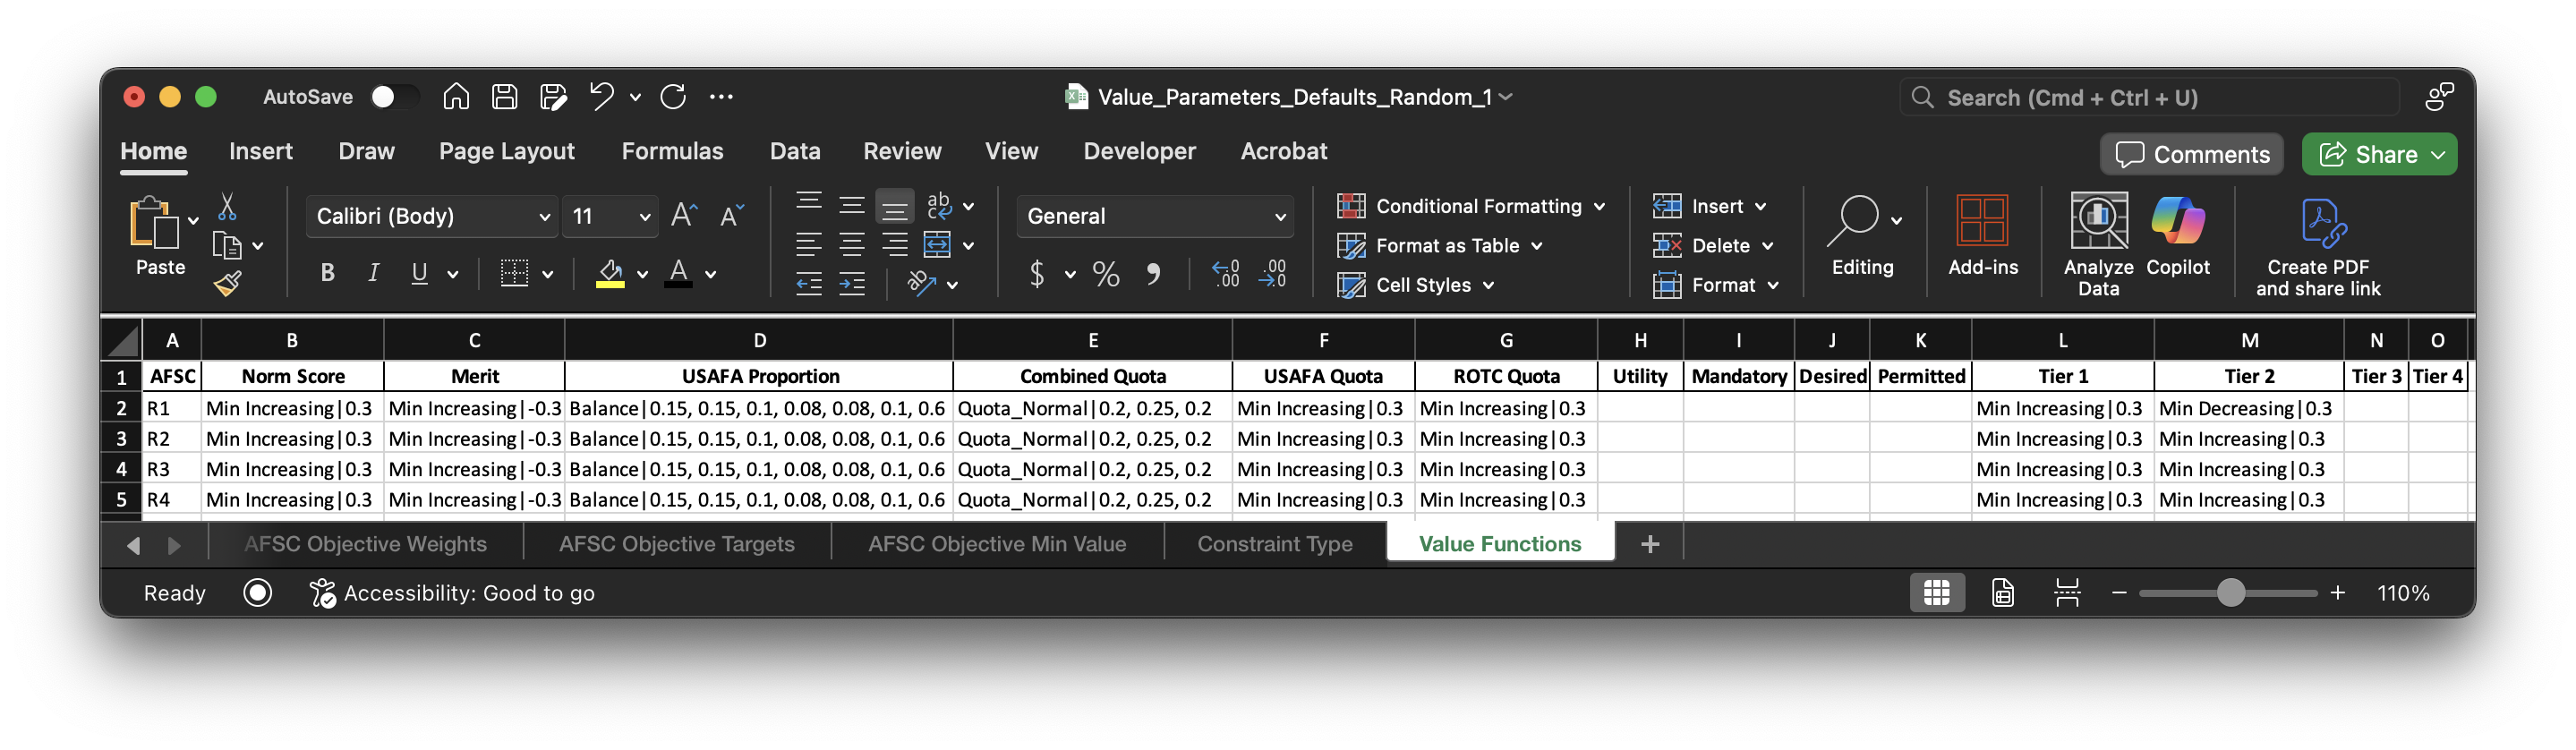 AutoSave
Value_Parameters_Defaults_Random_1
Search (Cmd + Ctrl + U)
Home Insert Draw Page Layout Formulas Data Review View Developer Acrobat
Comments
Share
Paste
Calibri (Body)
11
General
Conditional Formatting
Format as Table
Cell Styles
Insert
Delete
Format
Editing
Add-ins
Analyze Data
Copilot
Create PDF
and share link
A B C D E F G H I J K L M N O
1 AFSC Norm Score Merit USAFA Proportion Combined Quota USAFA Quota ROTC Quota Utility Mandatory Desired Permitted Tier 1 Tier 2 Tier 3 Tier 4
2 R1 Min Increasing|0.3 Min Increasing|-0.3 Balance|0.15, 0.15, 0.1, 0.08, 0.08, 0.1, 0.6 Quota_Normal|0.2, 0.25, 0.2 Min Increasing|0.3 Min Increasing|0.3 Min Increasing|0.3 Min Decreasing|0.3
3 R2 Min Increasing|0.3 Min Increasing|-0.3 Balance|0.15, 0.15, 0.1, 0.08, 0.08, 0.1, 0.6 Quota_Normal|0.2, 0.25, 0.2 Min Increasing|0.3 Min Increasing|0.3 Min Increasing|0.3 Min Increasing|0.3
4 R3 Min Increasing|0.3 Min Increasing|-0.3 Balance|0.15, 0.15, 0.1, 0.08, 0.08, 0.1, 0.6 Quota_Normal|0.2, 0.25, 0.2 Min Increasing|0.3 Min Increasing|0.3 Min Increasing|0.3 Min Increasing|0.3
5 R4 Min Increasing|0.3 Min Increasing|-0.3 Balance|0.15, 0.15, 0.1, 0.08, 0.08, 0.1, 0.6 Quota_Normal|0.2, 0.25, 0.2 Min Increasing|0.3 Min Increasing|0.3 Min Increasing|0.3 Min Increasing|0.3
AFSC Objective Weights AFSC Objective Targets AFSC Objective Min Value Constraint Type Value Functions +
Ready Accessibility: Good to go
110%